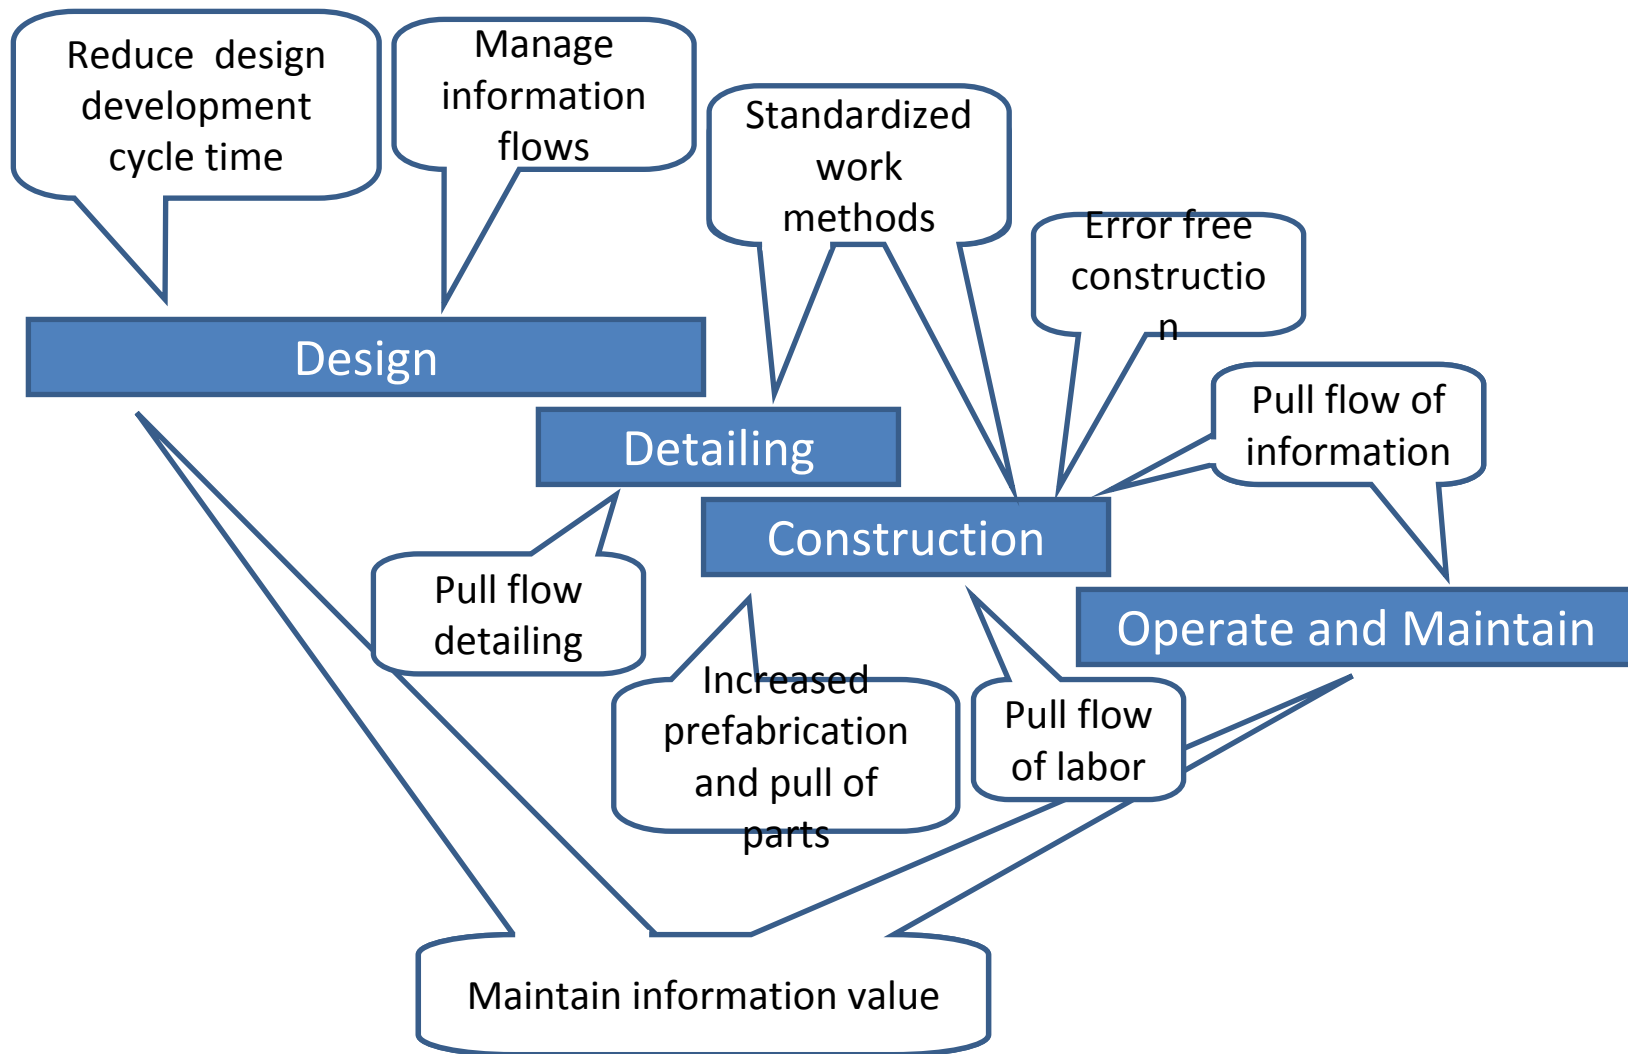 Reduce design
development
cycle time
Manage
information
flows
Standardized
work
methods
Error free
constructio
n
Design
Pull flow of
information
Detailing
Construction
Pull flow
detailing
Operate and Maintain
Increased
prefabrication
and pull of
parts
Pull flow
of labor
Maintain information value